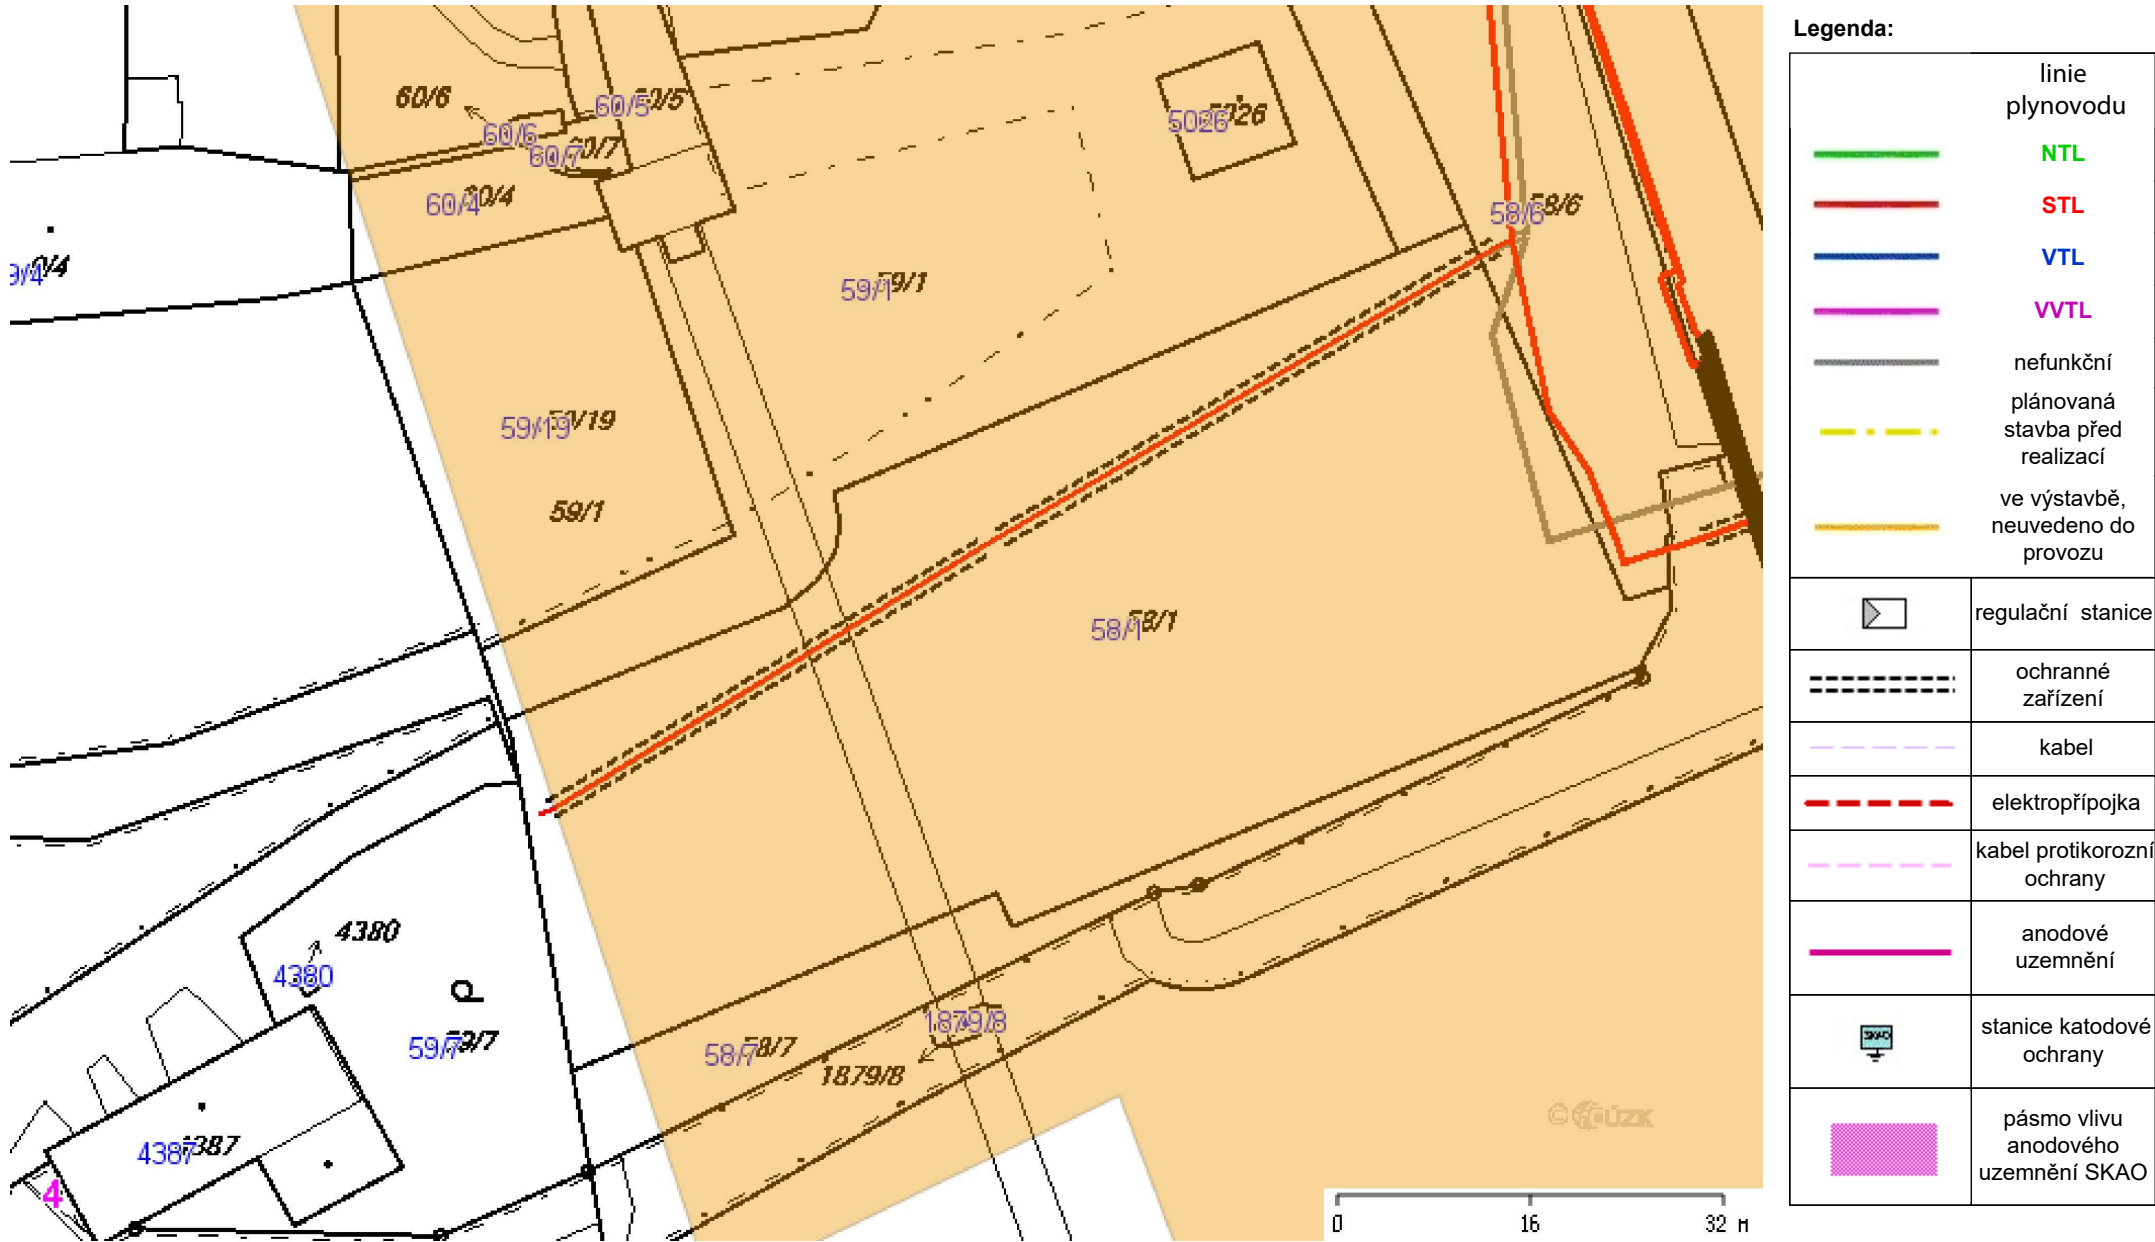 Legenda:
linie
plynovodu
NTL
STL
VTL
VVTL
nefunkční
plánovaná
stavba před
realizací
ve výstavbě,
neuvedeno do
provozu
regulační stanice
ochranné
zařízení
kabel
elektropřípojka
kabel protikorozní
ochrany
anodové
uzemnění
stanice katodové
ochrany
pásmo vlivu
anodového
uzemnění SKAO
60/6
60/5
60/6
60/7
60/4
5026
58/6
59/1
59/19
59/1
58/1
4380
4380
59/7
58/7
1879/8
1879/8
4387
4
0 16 32 M